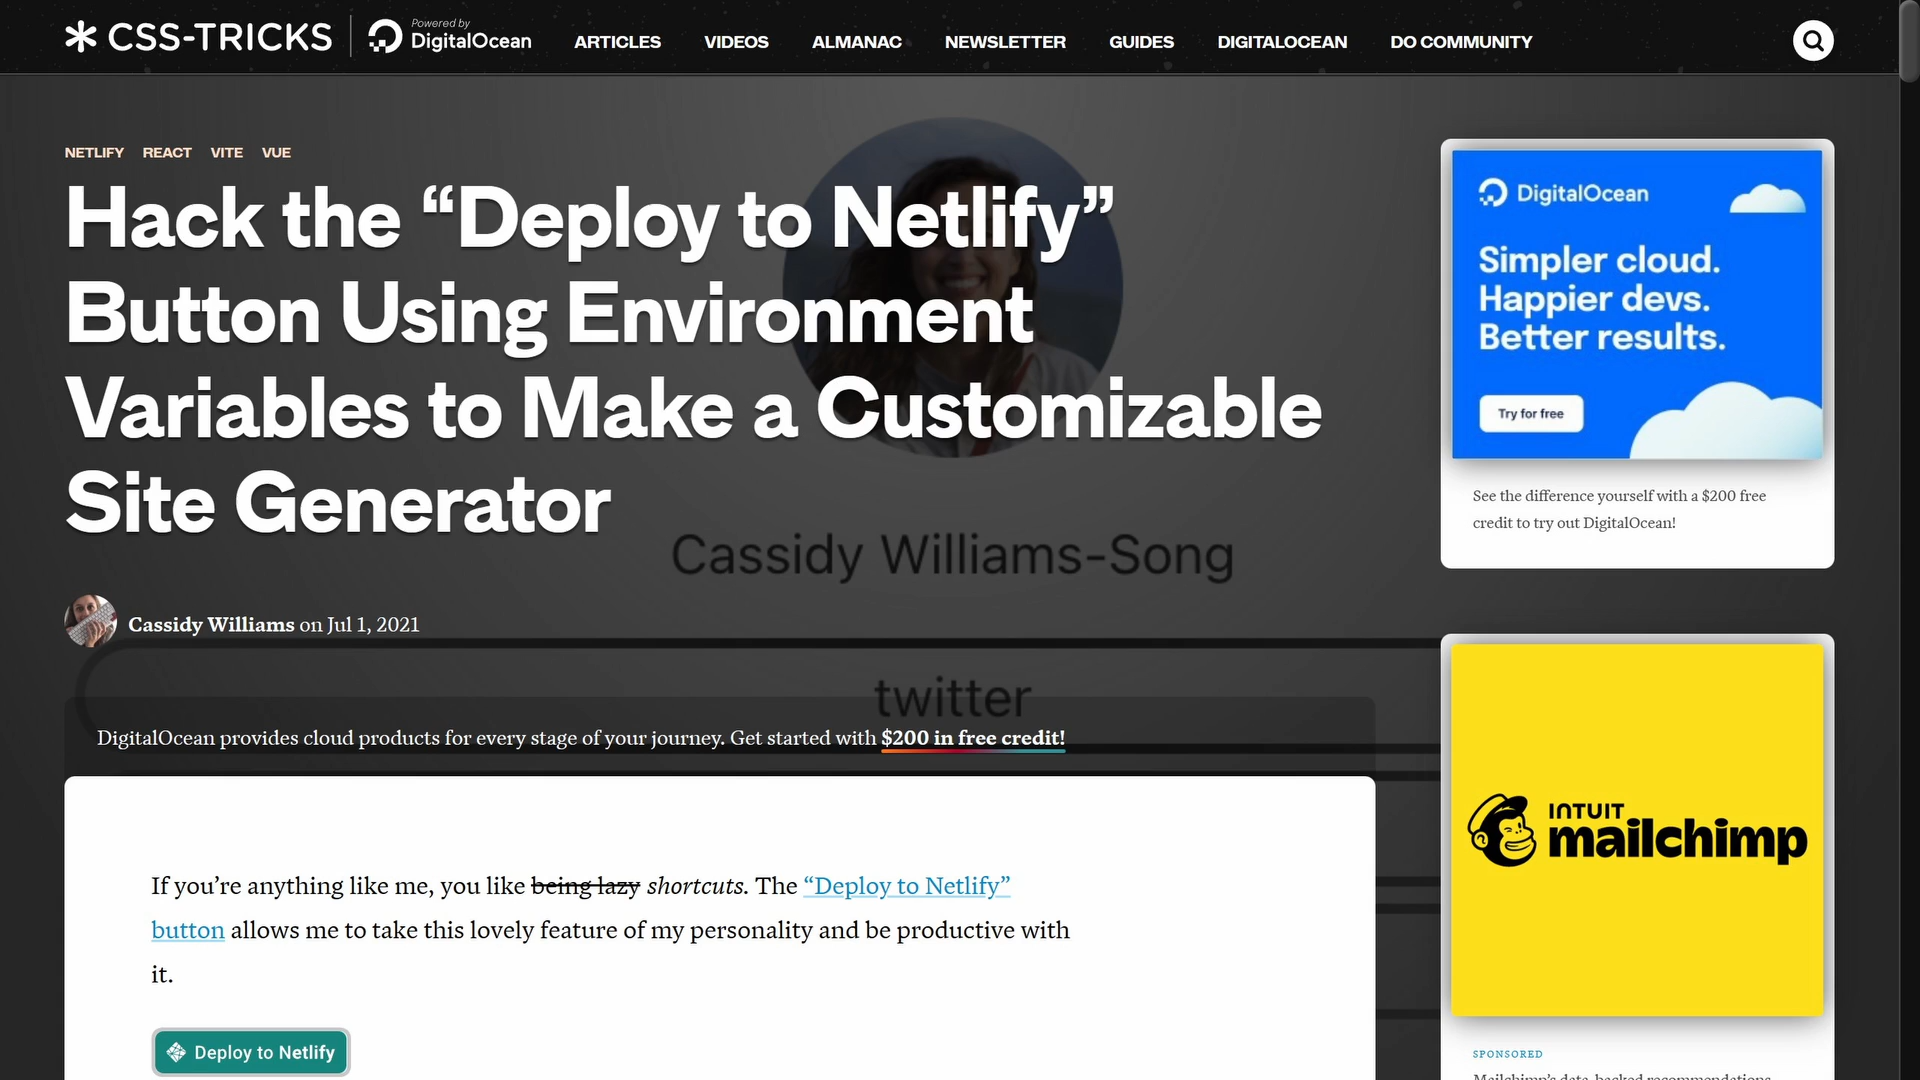 CSS-TRICKS
Powered by
DigitalOcean
ARTICLES VIDEOS ALMANAC NEWSLETTER GUIDES DIGITALOCEAN DO COMMUNITY
NETLIFY REACT VITE VUE
Hack the “Deploy to Netlify”
Button Using Environment
Variables to Make a Customizable
Site Generator
Cassidy Williams-Song
Cassidy Williams on Jul 1, 2021
twitter
DigitalOcean provides cloud products for every stage of your journey. Get started with $200 in free credit!
If you’re anything like me, you like being lazy shortcuts. The “Deploy to Netlify”
button allows me to take this lovely feature of my personality and be productive with
it.
Deploy to Netlify
DigitalOcean
Simpler cloud.
Happier devs.
Better results.
Try for free
See the difference yourself with a $200 free
credit to try out DigitalOcean!
INTUIT
mailchimp
SPONSORED
Mailchimp’s data-backed recommendations